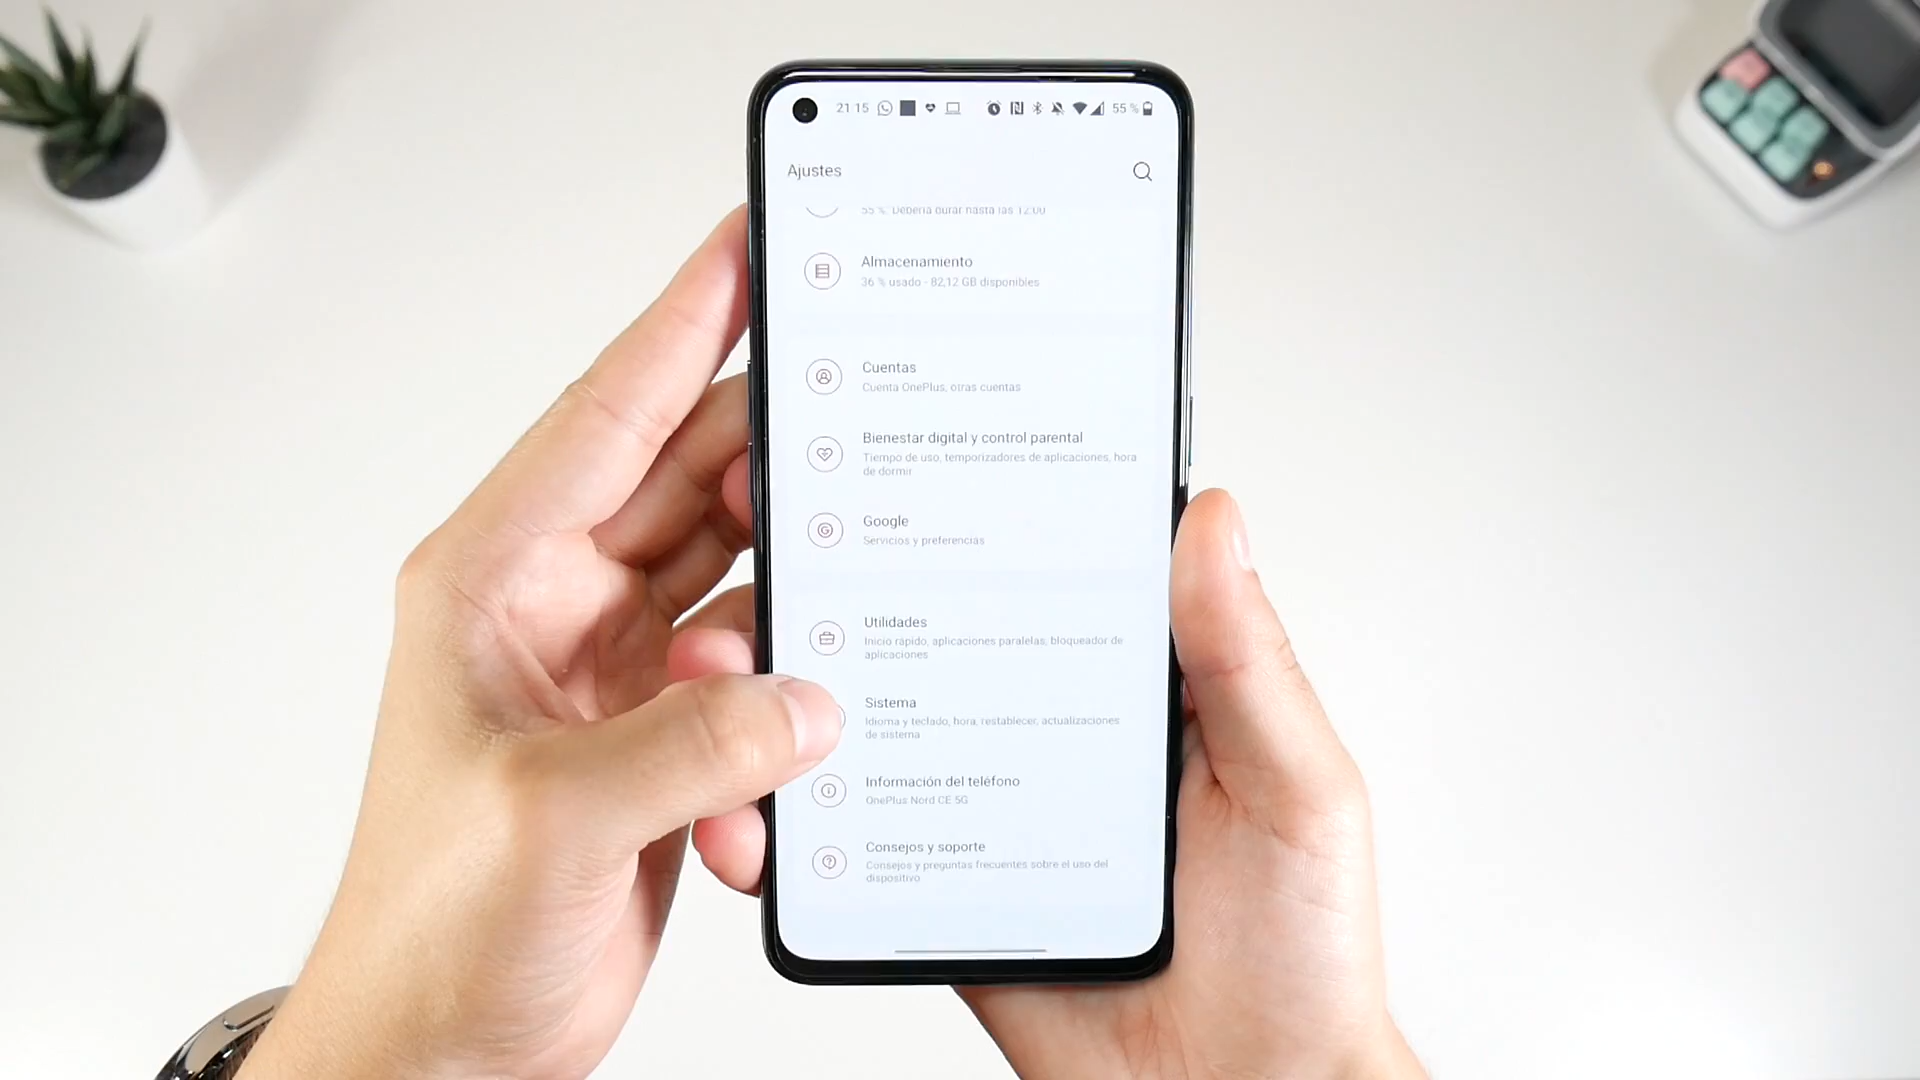 21 15 55 %
Ajustes
55 %. Debería durar hasta las 12:00
Almacenamiento
36 % usado - 82,12 GB disponibles
Cuentas
Cuenta OnePlus, otras cuentas
Bienestar digital y control parental
Tiempo de uso, temporizadores de aplicaciones, hora
de dormir
Google
Servicios y preferencias
Utilidades
Inicio rápido, aplicaciones paralelas, bloqueador de
aplicaciones
Sistema
Idioma y teclado, hora, restablecer, actualizaciones
de sistema
Información del teléfono
OnePlus Nord CE 5G
Consejos y soporte
Consejos y preguntas frecuentes sobre el uso del
dispositivo